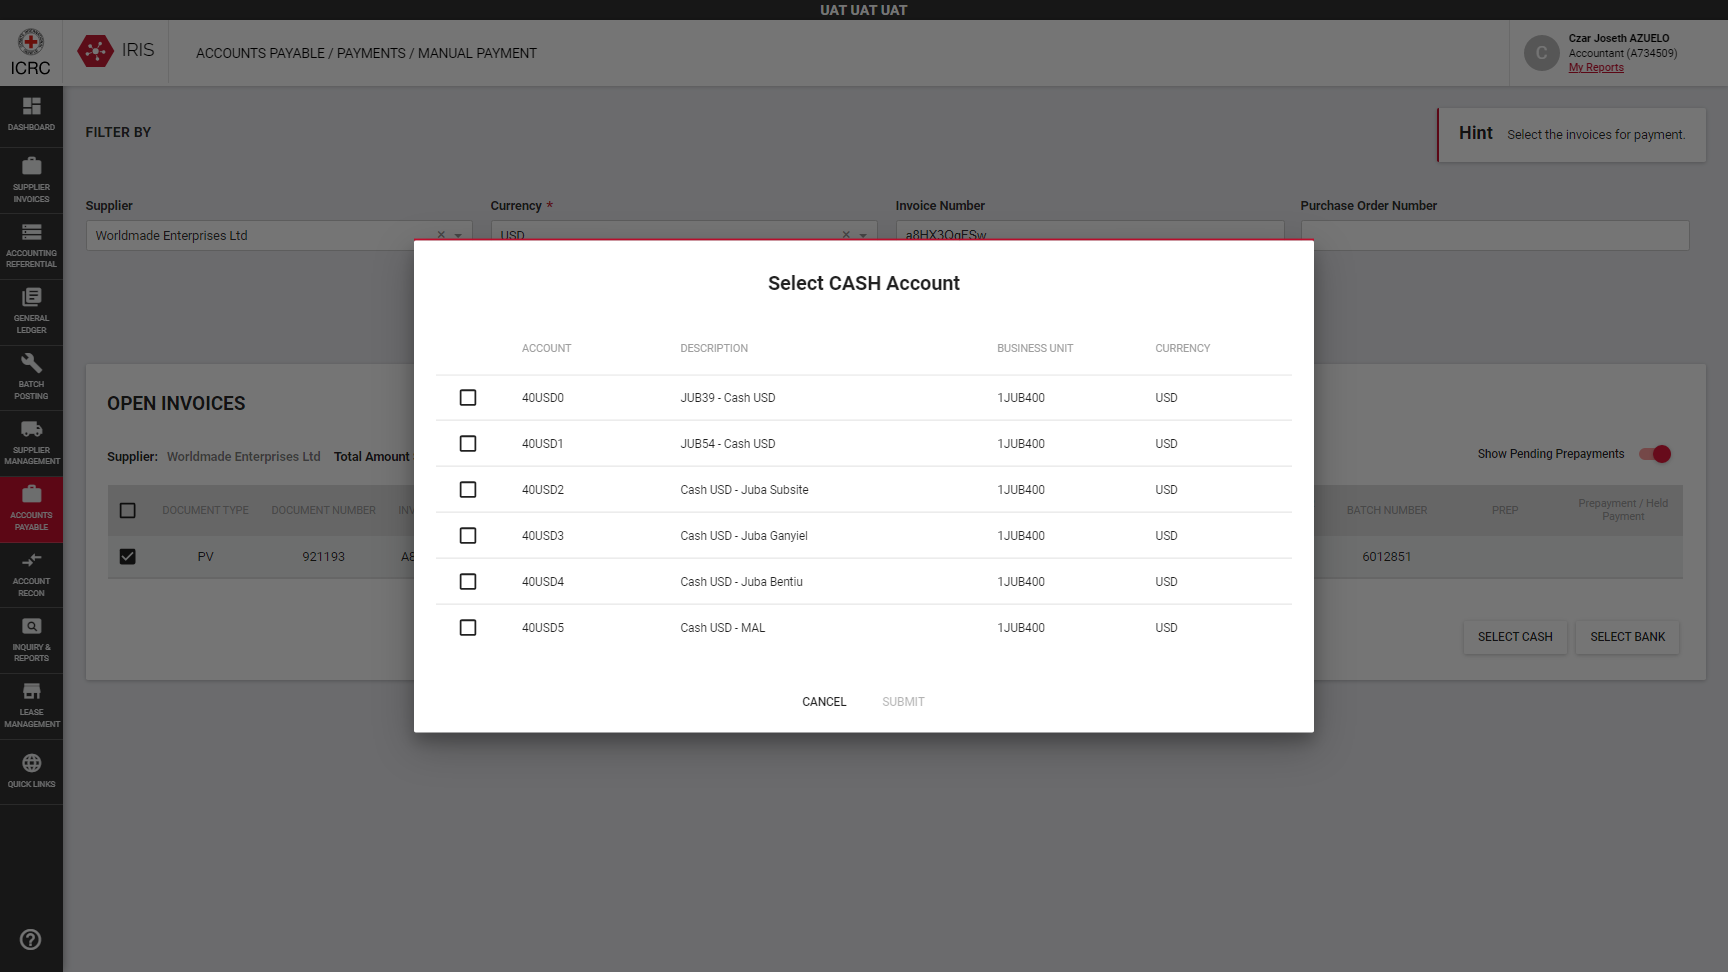 UAT UAT UAT
ICRC
IRIS
ACCOUNTS PAYABLE / PAYMENTS / MANUAL PAYMENT
C
Czar Joseth AZUELO
Accountant (A734509)
My Reports
DASHBOARD
SUPPLIER
INVOICES
ACCOUNTING
REFERENTIAL
GENERAL
LEDGER
BATCH
POSTING
SUPPLIER
MANAGEMENT
ACCOUNTS
PAYABLE
ACCOUNT
RECON
INQUIRY &
REPORTS
LEASE
MANAGEMENT
QUICK LINKS
FILTER BY
Hint Select the invoices for payment.
Supplier Currency * Invoice Number Purchase Order Number
Worldmade Enterprises Ltd × USD ×
OPEN INVOICES
Supplier: Worldmade Enterprises Ltd Total Amount
Show Pending Prepayments
DOCUMENT TYPE DOCUMENT NUMBER BATCH NUMBER PREP Prepayment / Held
Payment
PV 921193 6012851
SELECT CASH SELECT BANK
Select CASH Account
ACCOUNT DESCRIPTION BUSINESS UNIT CURRENCY
40USD0 JUB39 - Cash USD 1JUB400 USD
40USD1 JUB54 - Cash USD 1JUB400 USD
40USD2 Cash USD - Juba Subsite 1JUB400 USD
40USD3 Cash USD - Juba Ganyiel 1JUB400 USD
40USD4 Cash USD - Juba Bentiu 1JUB400 USD
40USD5 Cash USD - MAL 1JUB400 USD
CANCEL SUBMIT